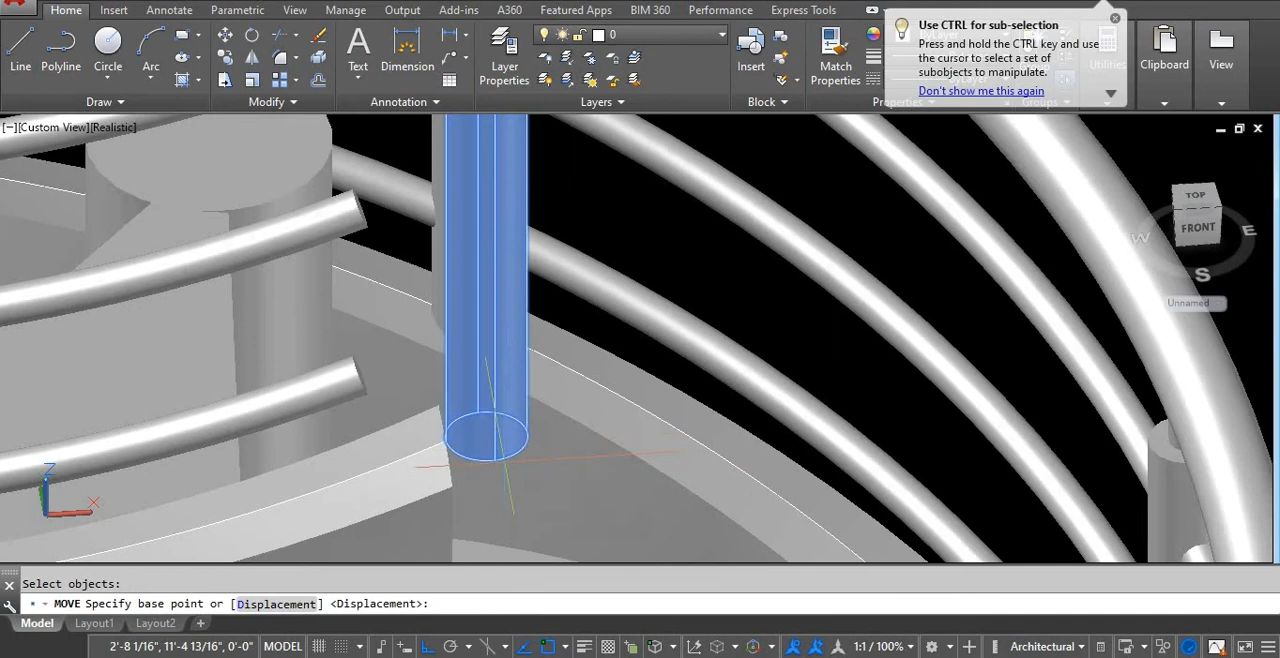 Home Insert Annotate Parametric View Manage Output Add-ins A360 Featured Apps BIM 360 Performance Express Tools
Use CTRL for sub-selection
Press and hold the CTRL key and use
the cursor to select a set of
subobjects to manipulate.
Don't show me this again
0
Line Polyline Circle Arc Text Dimension Layer
Properties Insert Match
Properties Utilities Clipboard View
Draw Modify Annotation Layers Block Properties Groups
[−][Custom View][Realistic]
TOP
FRONT
W E
S
Unnamed
Z
X
Select objects:
MOVE Specify base point or [Displacement] <Displacement>:
Model Layout1 Layout2 +
2'-8 1/16", 11'-4 13/16", 0'-0" MODEL 1:1 / 100% Architectural